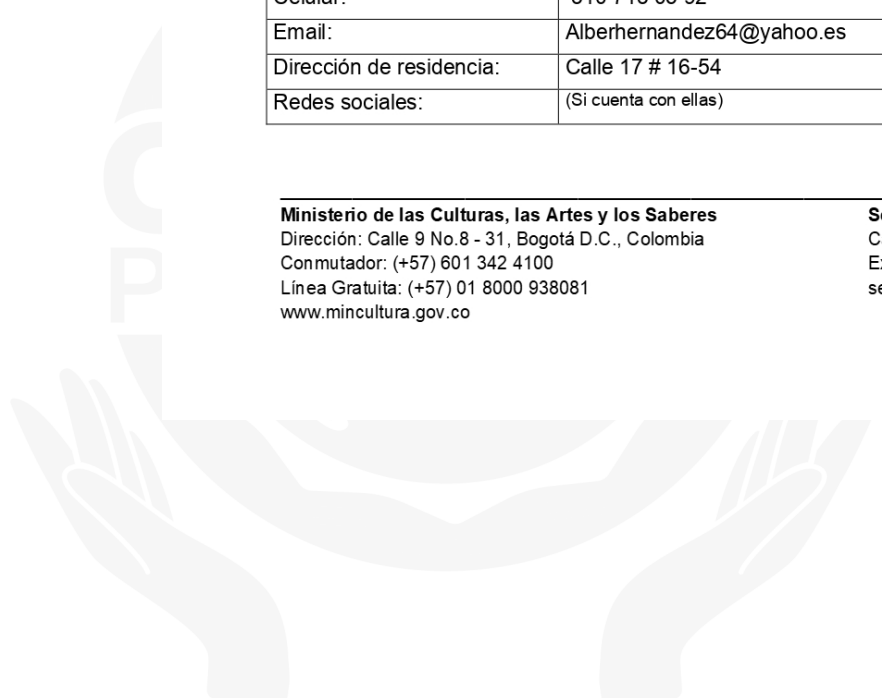 Email: Alberhernandez64@yahoo.es
Dirección de residencia: Calle 17 # 16-54
Redes sociales: (Si cuenta con ellas)
Ministerio de las Culturas, las Artes y los Saberes
Dirección: Calle 9 No.8 - 31, Bogotá D.C., Colombia
Conmutador: (+57) 601 342 4100
Línea Gratuita: (+57) 01 8000 938081
www.mincultura.gov.co